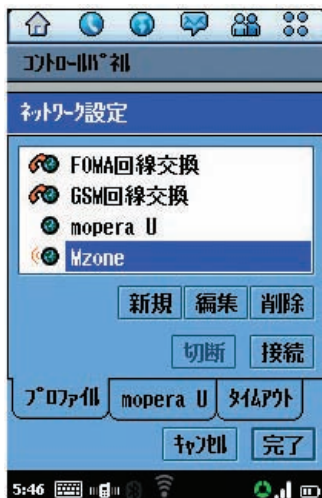 ｺﾝﾄﾛｰﾙﾊﾟﾈﾙ
ﾈｯﾄﾜｰｸ設定
FOMA回線交換
GSM回線交換
mopera U
Mzone
新規 編集 削除
切断 接続
ﾌﾟﾛﾌｧｲﾙ mopera U ﾀｲﾑｱｳﾄ
ｷｬﾝｾﾙ 完了
5:46